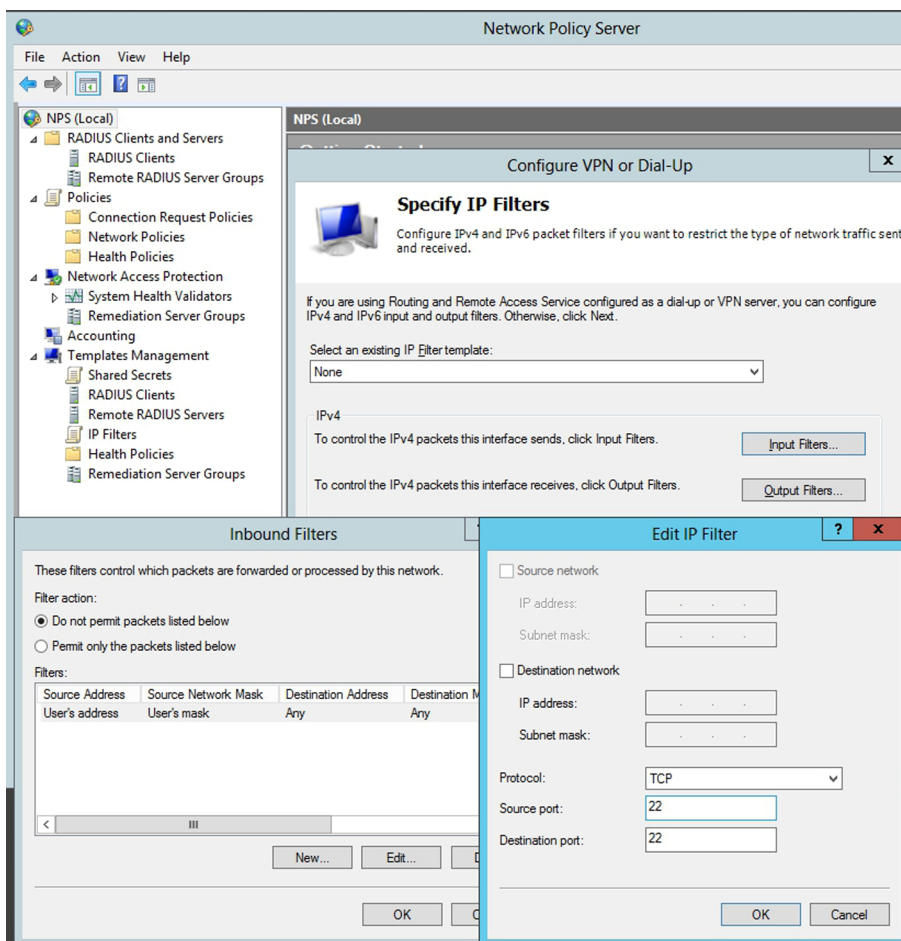 Network Policy Server
File Action View Help
NPS (Local)
RADIUS Clients and Servers
RADIUS Clients
Remote RADIUS Server Groups
Policies
Connection Request Policies
Network Policies
Health Policies
Network Access Protection
System Health Validators
Remediation Server Groups
Accounting
Templates Management
Shared Secrets
RADIUS Clients
Remote RADIUS Servers
IP Filters
Health Policies
Remediation Server Groups
NPS (Local)
Configure VPN or Dial-Up
x
Specify IP Filters
Configure IPv4 and IPv6 packet filters if you want to restrict the type of network traffic sent
and received.
If you are using Routing and Remote Access Service configured as a dial-up or VPN server, you can configure
IPv4 and IPv6 input and output filters. Otherwise, click Next.
Select an existing IP Filter template:
None
IPv4
To control the IPv4 packets this interface sends, click Input Filters.
Input Filters...
To control the IPv4 packets this interface receives, click Output Filters.
Output Filters...
Inbound Filters
These filters control which packets are forwarded or processed by this network.
Filter action:
Do not permit packets listed below
Permit only the packets listed below
Filters:
Source Address Source Network Mask Destination Address Destination M
User's address User's mask Any Any
New... Edit...
OK
Edit IP Filter
? x
Source network
IP address:
Subnet mask:
Destination network
IP address:
Subnet mask:
Protocol: TCP
Source port: 22
Destination port: 22
OK Cancel